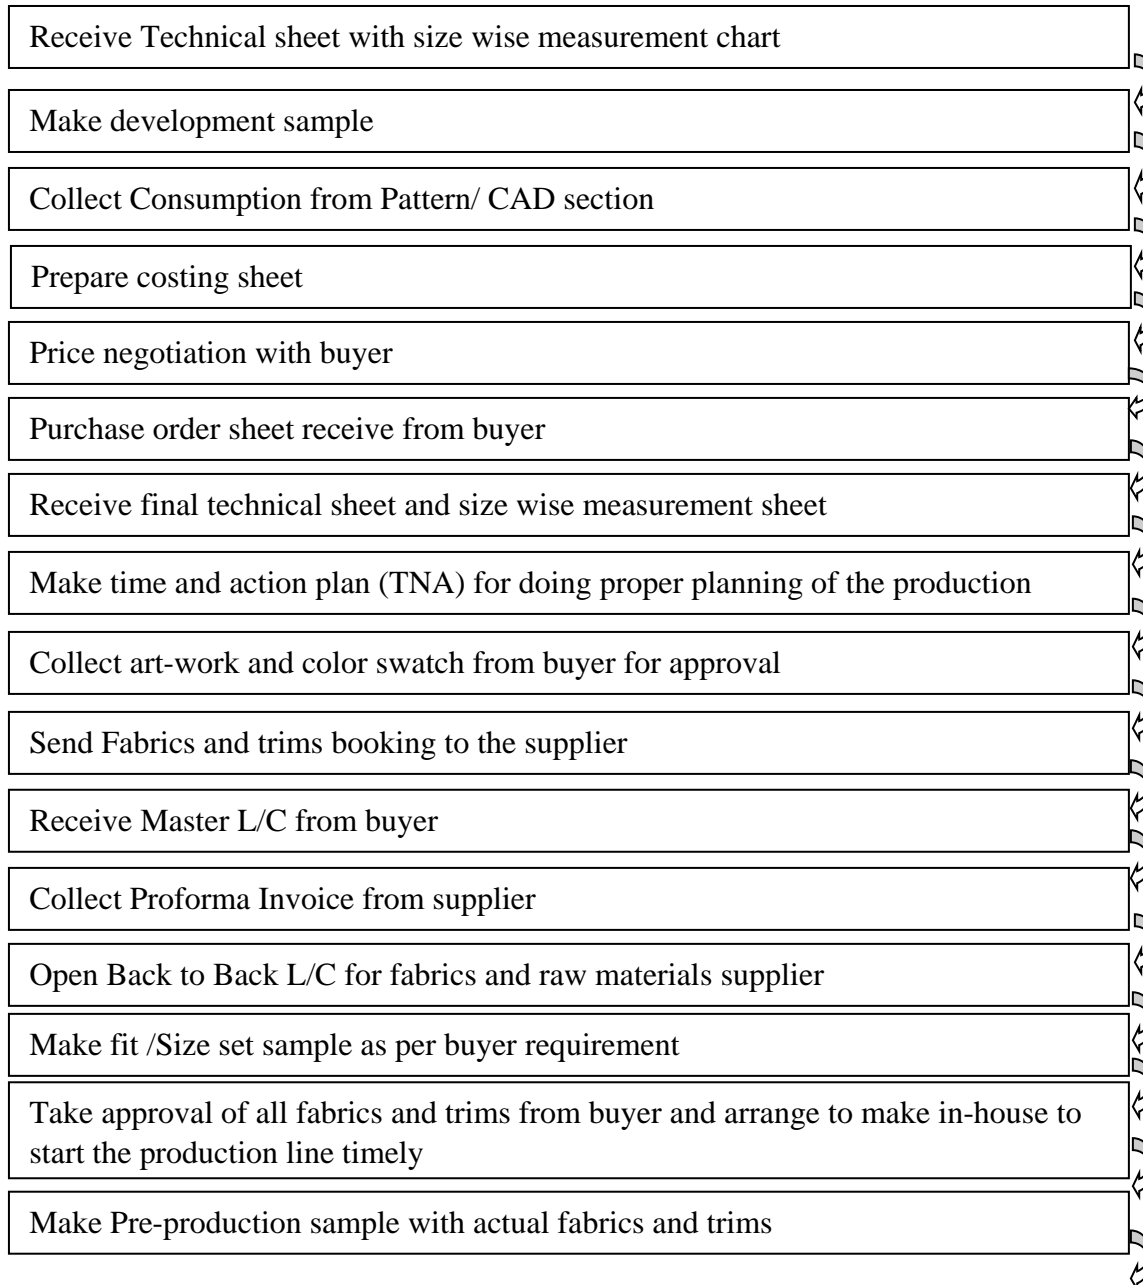 Receive Technical sheet with size wise measurement chart
Make development sample
Collect Consumption from Pattern/ CAD section
Prepare costing sheet
Price negotiation with buyer
Purchase order sheet receive from buyer
Receive final technical sheet and size wise measurement sheet
Make time and action plan (TNA) for doing proper planning of the production
Collect art-work and color swatch from buyer for approval
Send Fabrics and trims booking to the supplier
Receive Master L/C from buyer
Collect Proforma Invoice from supplier
Open Back to Back L/C for fabrics and raw materials supplier
Make fit /Size set sample as per buyer requirement
Take approval of all fabrics and trims from buyer and arrange to make in-house to
start the production line timely
Make Pre-production sample with actual fabrics and trims